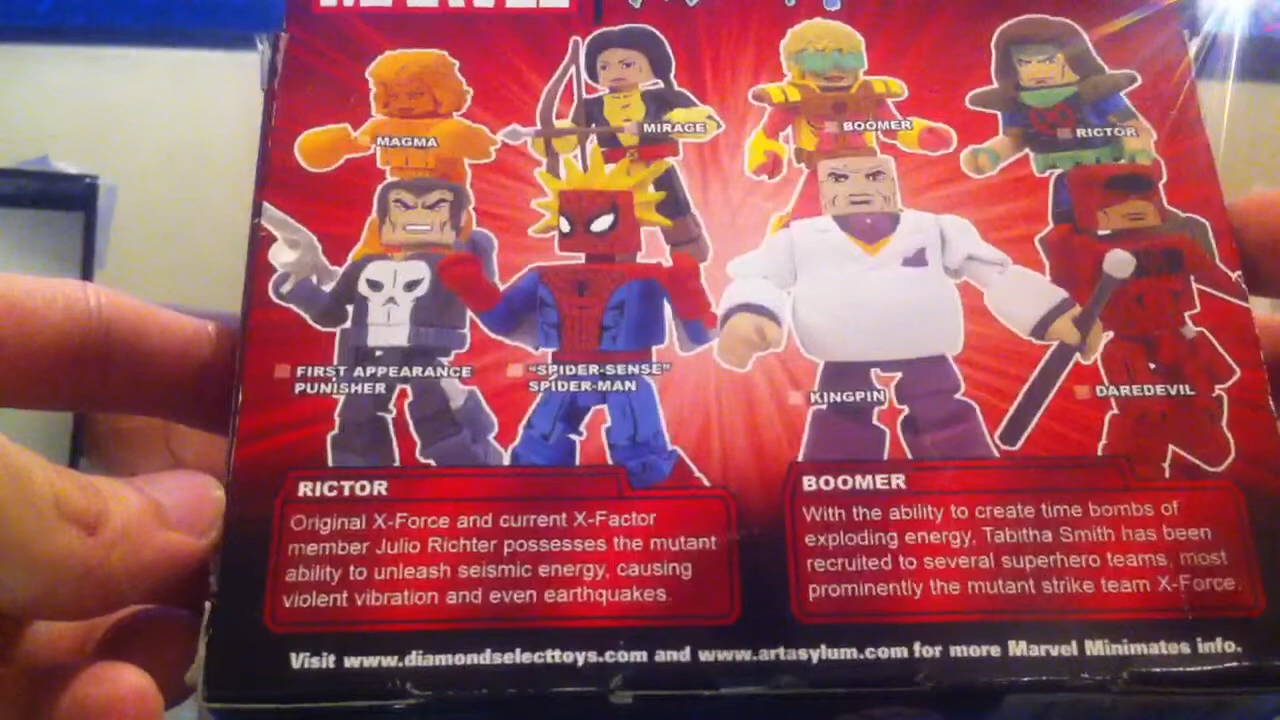 MARVEL
MAGMA
MIRAGE
BOOMER
RICTOR
FIRST APPEARANCE
PUNISHER
"SPIDER-SENSE"
SPIDER-MAN
KINGPIN
DAREDEVIL
RICTOR
Original X-Force and current X-Factor
member Julio Richter possesses the mutant
ability to unleash seismic energy, causing
violent vibration and even earthquakes.
BOOMER
With the ability to create time bombs of
exploding energy, Tabitha Smith has been
recruited to several superhero teams, most
prominently the mutant strike team X-Force.
Visit www.diamondselecttoys.com and www.artasylum.com for more Marvel Minimates info.